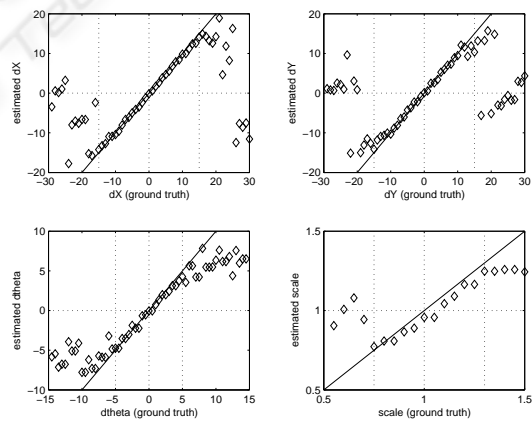 20
10
0
−10
−20
estimated dX
−30 −20 −10 0 10 20 30
dX (ground truth)
20
10
0
−10
−20
estimated dY
−30 −20 −10 0 10 20 30
dY (ground truth)
10
5
0
−5
−10
estimated dtheta
−15 −10 −5 0 5 10 15
dtheta (ground truth)
1.5
1
0.5
estimated scale
0.5 1 1.5
scale (ground truth)